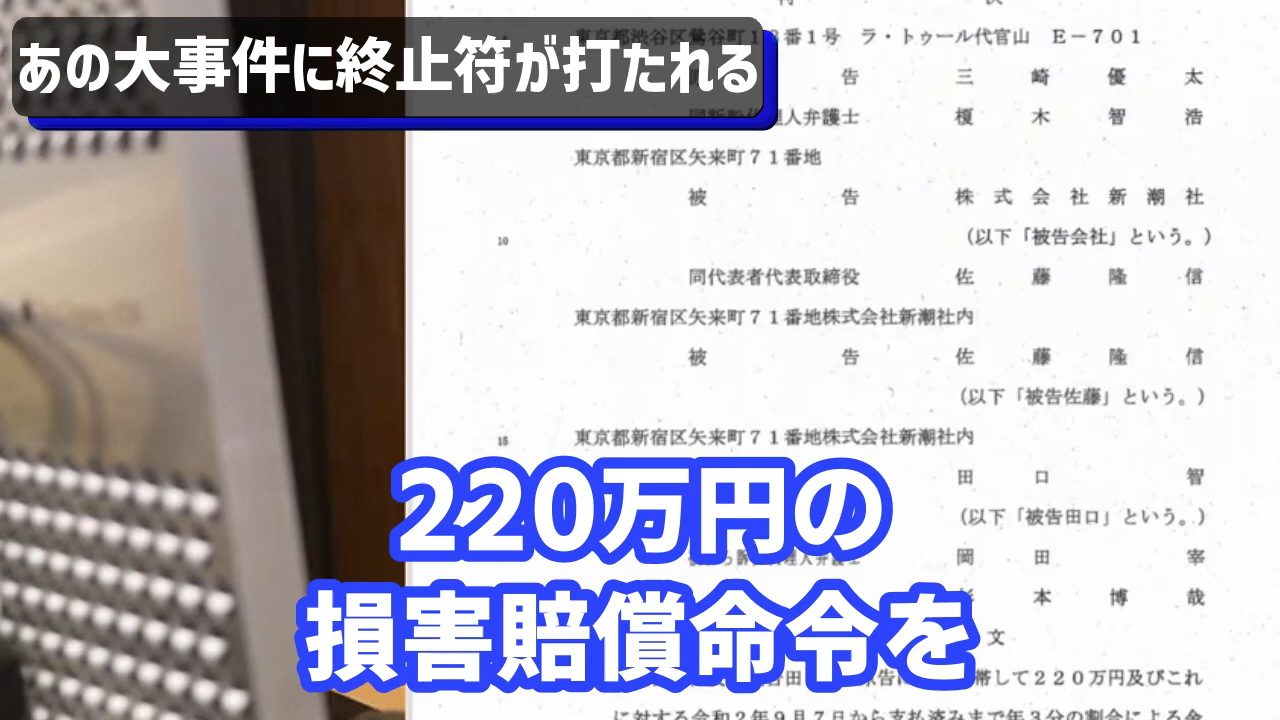 あの大事件に終止符が打たれる
番1号 ラ・トゥール代官山 E-701
告 三崎優太
理人弁護士 榎木智浩
東京都新宿区矢来町71番地
被告 株式会社新潮社
10
(以下「被告会社」という。)
同代表者代表取締役 佐藤隆信
東京都新宿区矢来町71番地株式会社新潮社内
被告 佐藤隆信
(以下「被告佐藤」という。)
15
東京都新宿区矢来町71番地株式会社新潮社内
田口智
(以下「被告田口」という。)
岡田宰
本博哉
文
220万円の
損害賠償命令を
帯して220万円及びこれ
に対する令和2年9月7日から支払済みまで年3分の割合による金